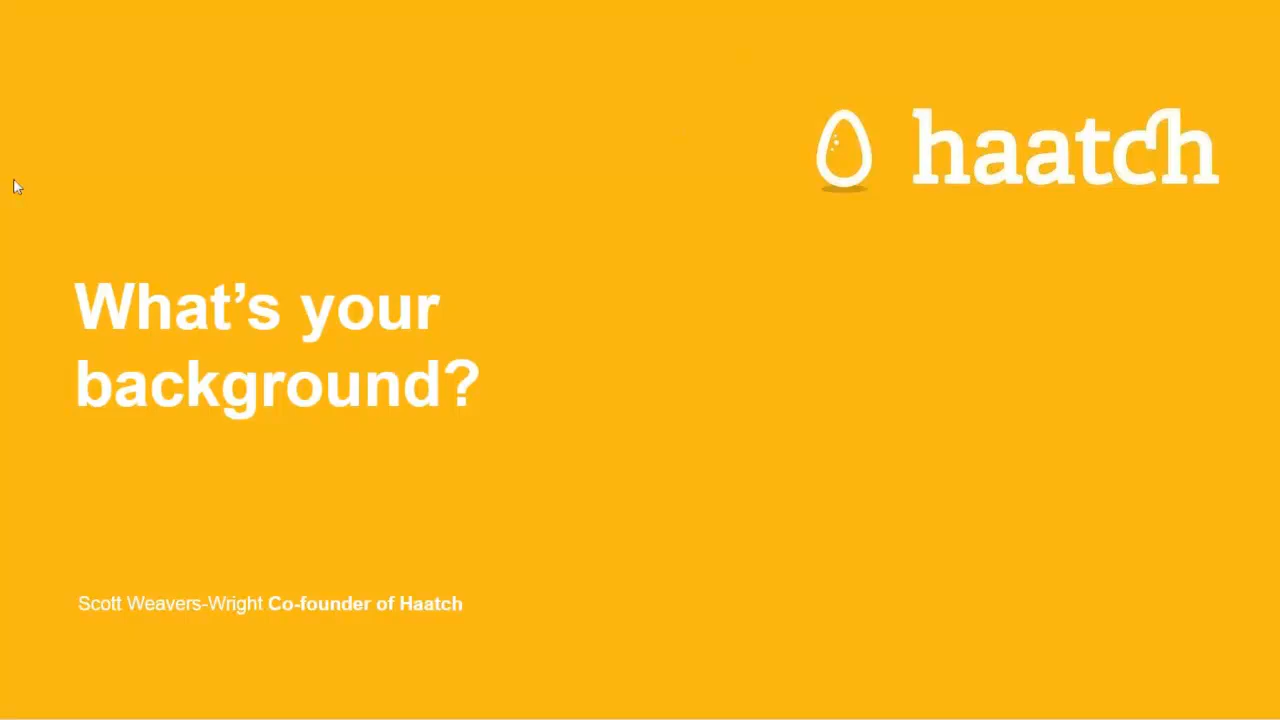 haatch
What’s your
background?
Scott Weavers-Wright Co-founder of Haatch